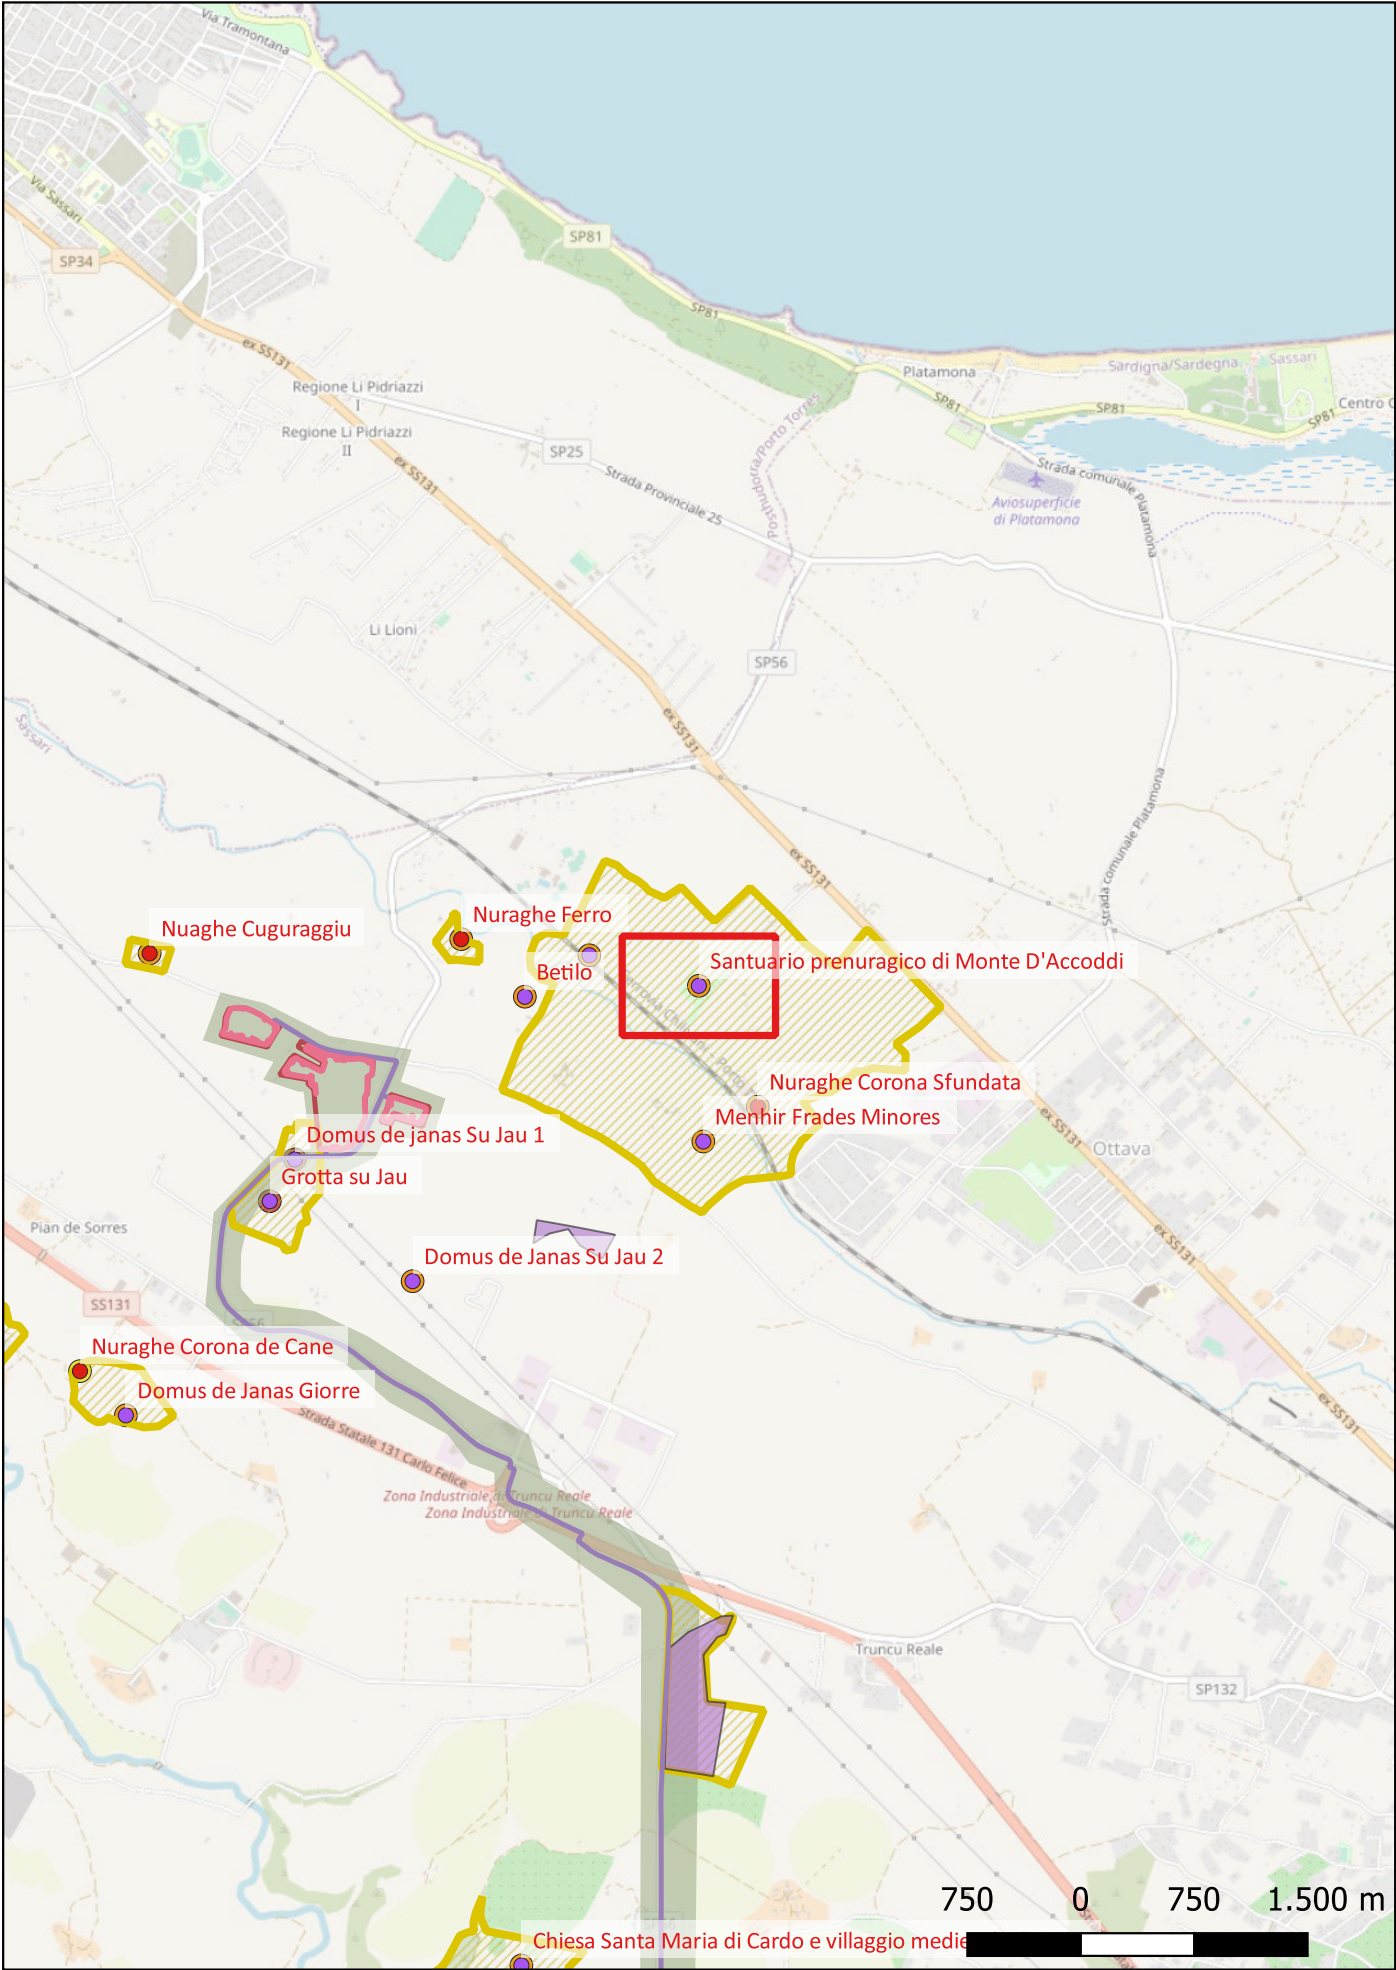 Via Tramontana
Via Sassari
SP34
SP81
SP81
ex SS131
Regione Li Pidriazzi
I
Regione Li Pidriazzi
II
Platamona
Sardigna/Sardegna
Sassari
SP81
SP81
SP81
Centro C
SP25
Strada Provinciale 25
ex SS131
Posthudorra/Porto Torres
Strada comunale Platamona
Aviosuperficie
di Platamona
Li Lioni
SP56
Sassari
ex SS131
Strada comunale Platamona
ex SS131
Nuaghe Cuguraggiu
Nuraghe Ferro
Betilo
Santuario prenuragico di Monte D'Accoddi
Nuraghe Corona Sfundata
Menhir Frades Minores
ex SS131
Ottava
Domus de janas Su Jau 1
Grotta su Jau
Pian de Sorres
Domus de Janas Su Jau 2
ex SS131
SS131
Nuraghe Corona de Cane
Domus de Janas Giorre
ex SS131
Strada Statale 131 Carlo Felice
Zona Industriale di Truncu Reale
Zona Industriale di Truncu Reale
Truncu Reale
SP132
750 0 750 1.500 m
Chiesa Santa Maria di Cardo e villaggio medie